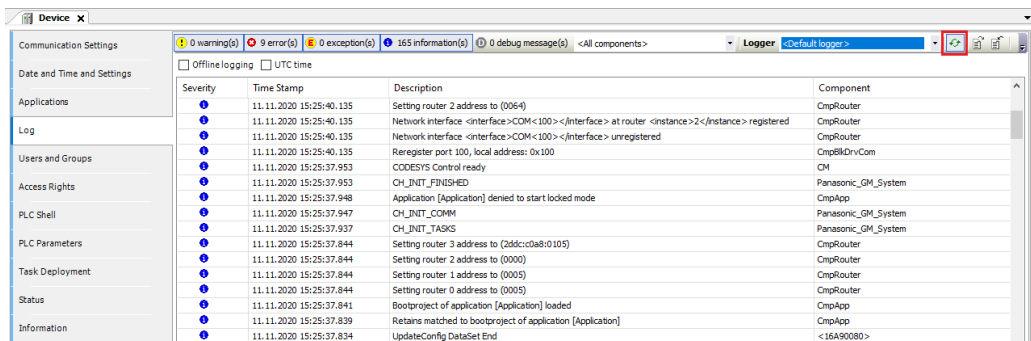 Device X
Communication Settings
Date and Time and Settings
Applications
Log
Users and Groups
Access Rights
PLC Shell
PLC Parameters
Task Deployment
Status
Information
0 warning(s) 9 error(s) 0 exception(s) 165 information(s) 0 debug message(s) <All components> Logger <Default logger>
Offline logging UTC time
Severity Time Stamp Description Component
11.11.2020 15:25:40.135 Setting router 2 address to (0064) CmpRouter
11.11.2020 15:25:40.135 Network interface <interface>COM<100></interface> at router <instance>2</instance> registered CmpRouter
11.11.2020 15:25:40.135 Network interface <interface>COM<100></interface> unregistered CmpRouter
11.11.2020 15:25:40.135 Reregister port 100, local address: 0x100 CmpBlkDrvCom
11.11.2020 15:25:37.953 CODESYS Control ready CM
11.11.2020 15:25:37.953 CH_INIT_FINISHED Panasonic_GM_System
11.11.2020 15:25:37.948 Application [Application] denied to start locked mode CmpApp
11.11.2020 15:25:37.947 CH_INIT_COMM Panasonic_GM_System
11.11.2020 15:25:37.937 CH_INIT_TASKS Panasonic_GM_System
11.11.2020 15:25:37.844 Setting router 3 address to (2ddc:c0a8:0105) CmpRouter
11.11.2020 15:25:37.844 Setting router 2 address to (0000) CmpRouter
11.11.2020 15:25:37.844 Setting router 1 address to (0005) CmpRouter
11.11.2020 15:25:37.844 Setting router 0 address to (0005) CmpRouter
11.11.2020 15:25:37.841 Bootproject of application [Application] loaded CmpApp
11.11.2020 15:25:37.839 Retains matched to bootproject of application [Application] CmpApp
11.11.2020 15:25:37.834 UpdateConfig DataSet End <16A90080>